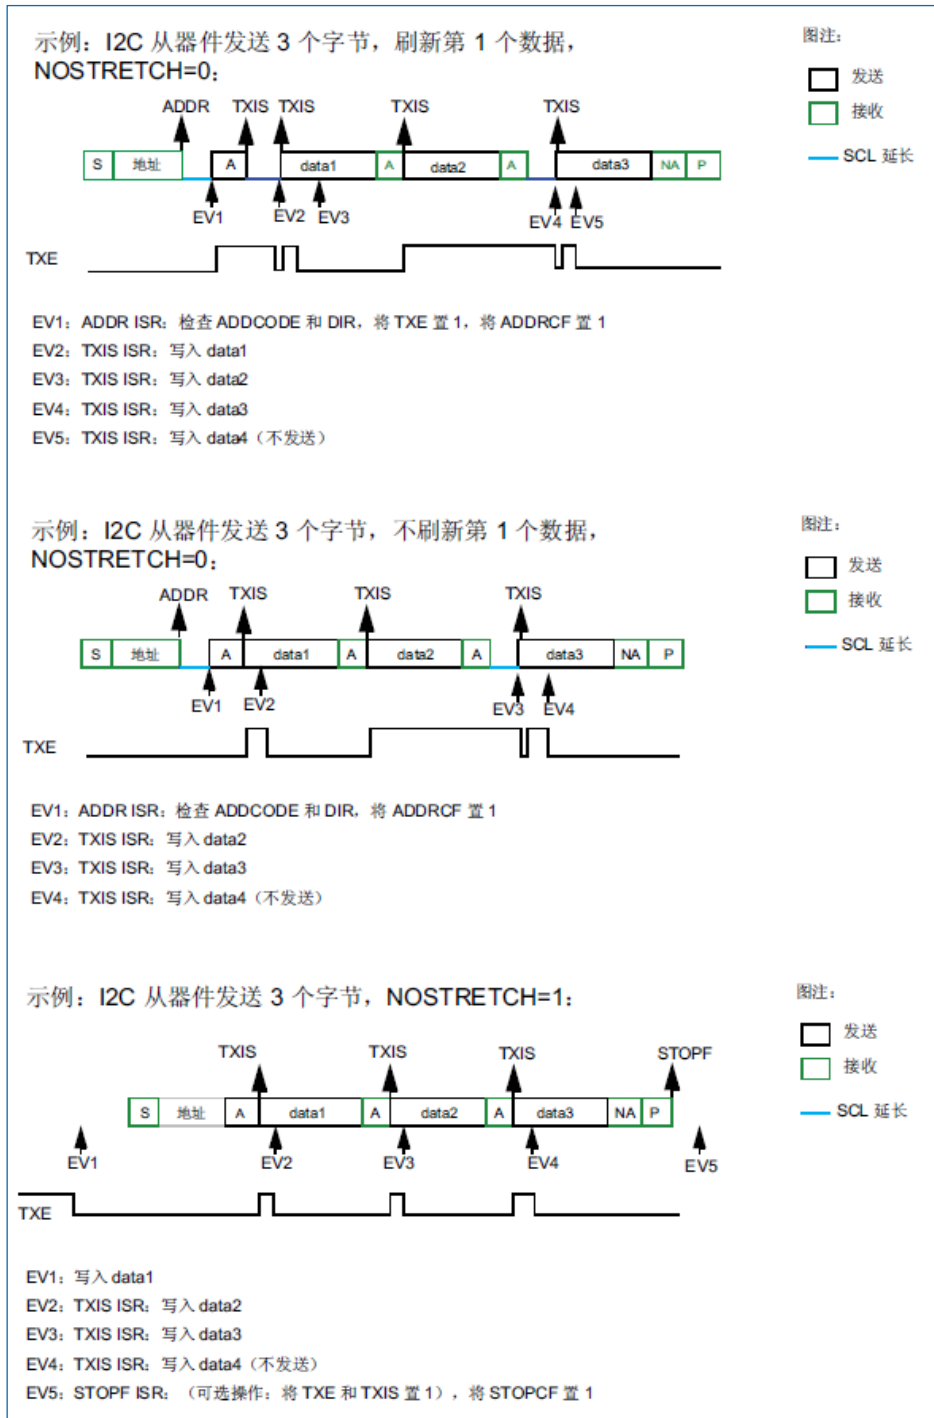 示例：I2C 从器件发送 3 个字节，刷新第 1 个数据，
NOSTRETCH=0：
图注：
发送
接收
SCL 延长
ADDR TXIS TXIS TXIS TXIS
S 地址 A data1 A data2 A data3 NA P
EV1 EV2 EV3 EV4 EV5
TXE
EV1：ADDR ISR：检查 ADDCODE 和 DIR，将 TXE 置 1，将 ADDRCF 置 1
EV2：TXIS ISR：写入 data1
EV3：TXIS ISR：写入 data2
EV4：TXIS ISR：写入 data3
EV5：TXIS ISR：写入 data4（不发送）
示例：I2C 从器件发送 3 个字节，不刷新第 1 个数据，
NOSTRETCH=0：
图注：
发送
接收
SCL 延长
ADDR TXIS TXIS TXIS
S 地址 A data1 A data2 A data3 NA P
EV1 EV2 EV3 EV4
TXE
EV1：ADDR ISR：检查 ADDCODE 和 DIR，将 ADDRCF 置 1
EV2：TXIS ISR：写入 data2
EV3：TXIS ISR：写入 data3
EV4：TXIS ISR：写入 data4（不发送）
示例：I2C 从器件发送 3 个字节，NOSTRETCH=1：
图注：
发送
接收
SCL 延长
TXIS TXIS TXIS STOPF
S 地址 A data1 A data2 A data3 NA P
EV1 EV2 EV3 EV4 EV5
TXE
EV1：写入 data1
EV2：TXIS ISR：写入 data2
EV3：TXIS ISR：写入 data3
EV4：TXIS ISR：写入 data4（不发送）
EV5：STOPF ISR：（可选操作：将 TXE 和 TXIS 置 1），将 STOPCF 置 1